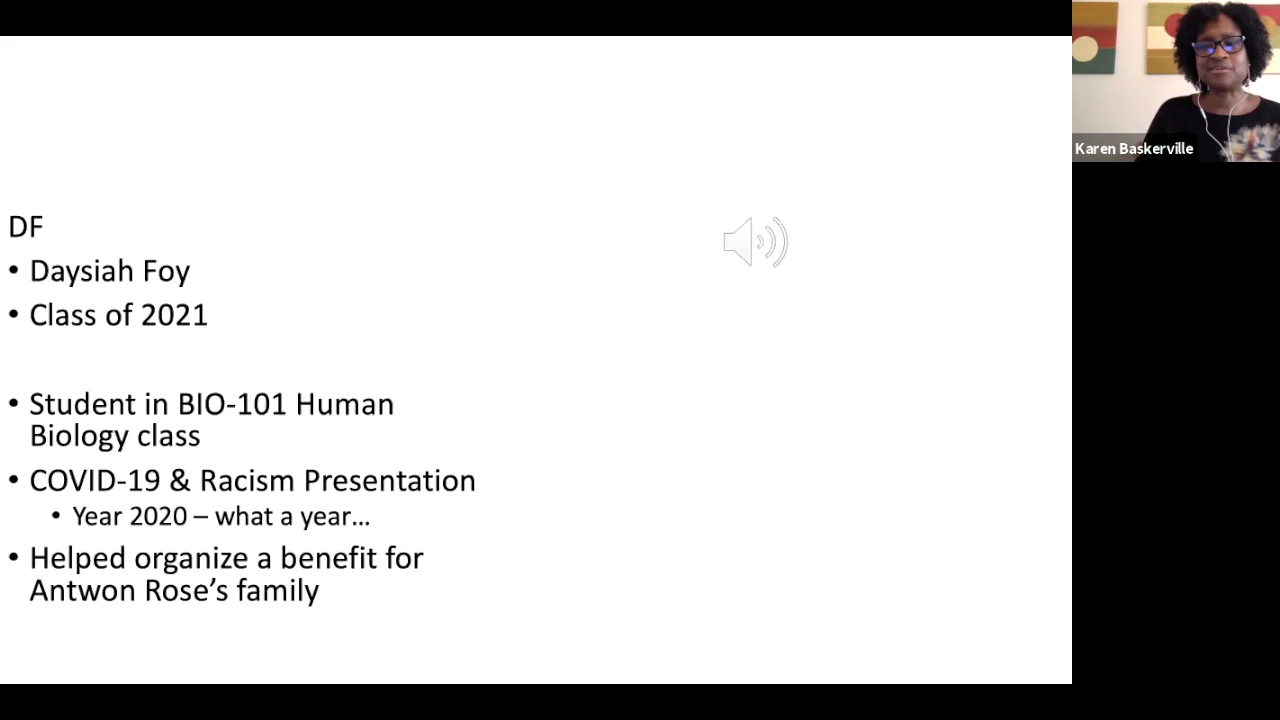 DF
• Daysiah Foy
• Class of 2021
• Student in BIO-101 Human
Biology class
• COVID-19 & Racism Presentation
• Year 2020 – what a year…
• Helped organize a benefit for
Antwon Rose’s family
Karen Baskerville